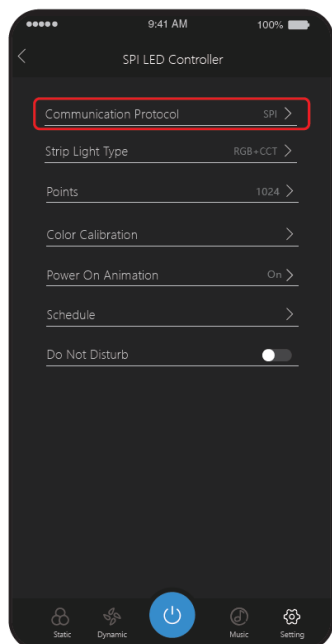 9:41 AM
100%
SPI LED Controller
Communication Protocol SPI
Strip Light Type RGB+CCT
Points 1024
Color Calibration
Power On Animation On
Schedule
Do Not Disturb
Static Dynamic Music Setting